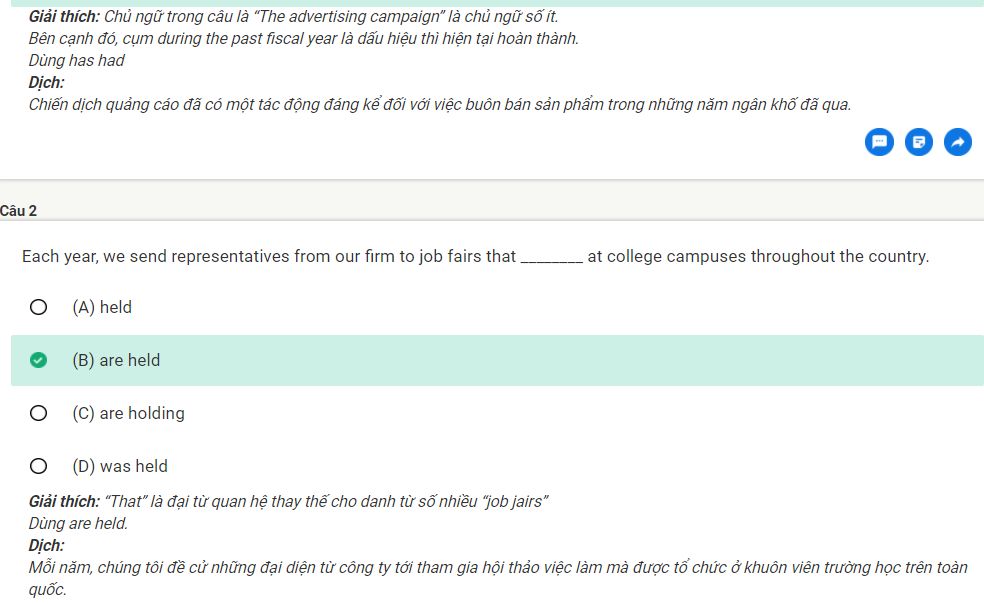 Giải thích: Chủ ngữ trong câu là “The advertising campaign” là chủ ngữ số ít.
Bên cạnh đó, cụm during the past fiscal year là dấu hiệu thì hiện tại hoàn thành.
Dùng has had
Dịch:
Chiến dịch quảng cáo đã có một tác động đáng kể đối với việc buôn bán sản phẩm trong những năm ngân khố đã qua.
Câu 2
Each year, we send representatives from our firm to job fairs that ________ at college campuses throughout the country.
(A) held
(B) are held
(C) are holding
(D) was held
Giải thích: “That” là đại từ quan hệ thay thế cho danh từ số nhiều “job jairs”
Dùng are held.
Dịch:
Mỗi năm, chúng tôi đề cử những đại diện từ công ty tới tham gia hội thảo việc làm mà được tổ chức ở khuôn viên trường học trên toàn
quốc.